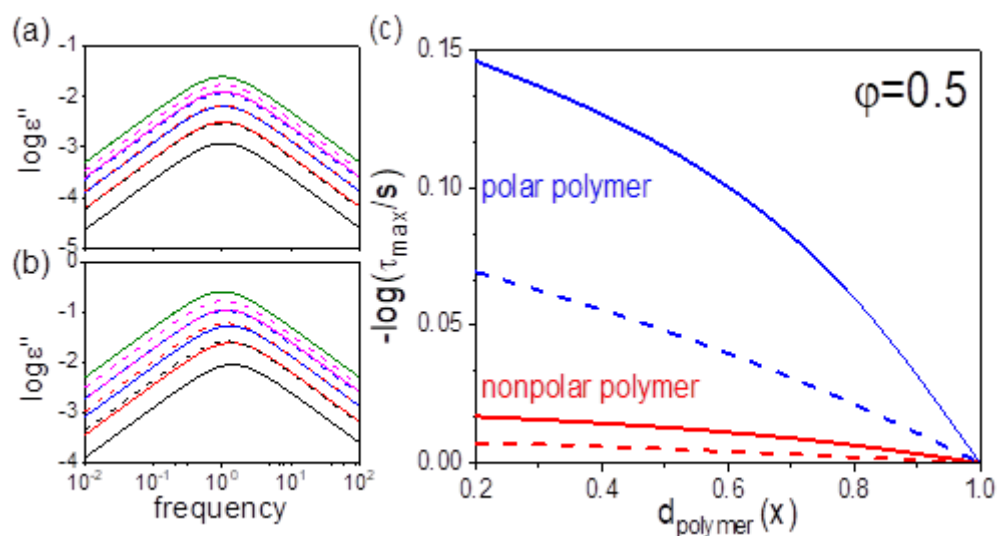 (a)
-1
-2
-3
-4
-5
logε"
(b)
0
-1
-2
-3
-4
logε"
10⁻² 10⁻¹ 10⁰ 10¹ 10²
frequency
(c)
0.15
0.10
0.05
0.00
-log(τmax/s)
φ=0.5
polar polymer
nonpolar polymer
0.2 0.4 0.6 0.8 1.0
dpolymer(x)